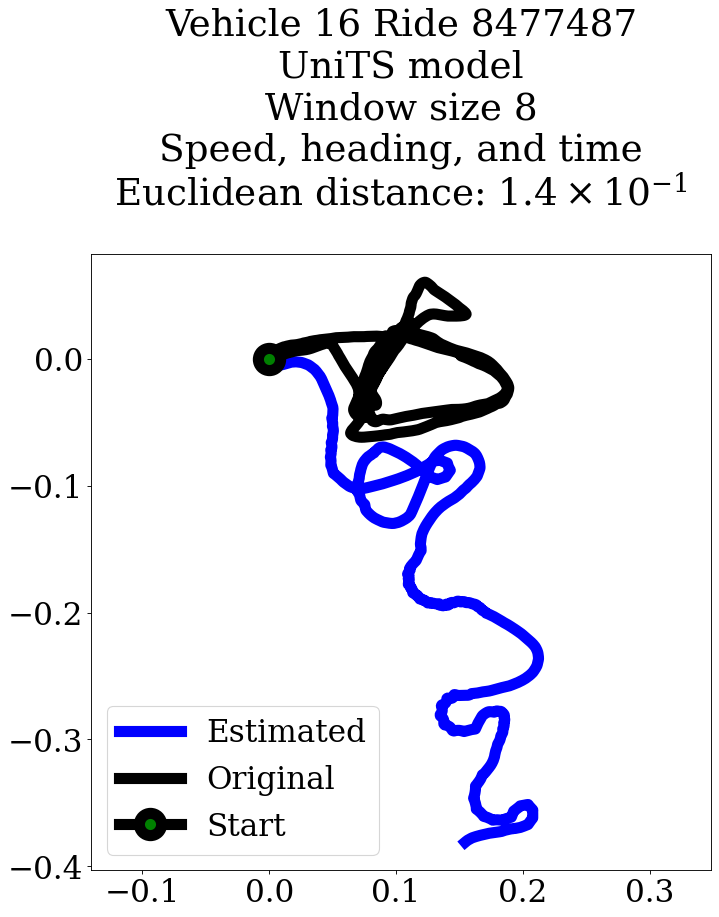 Vehicle 16 Ride 8477487
UniTS model
Window size 8
Speed, heading, and time
Euclidean distance: 1.4 × 10⁻¹
0.0
−0.1
−0.2
−0.3
−0.4
Estimated
Original
Start
−0.1 0.0 0.1 0.2 0.3